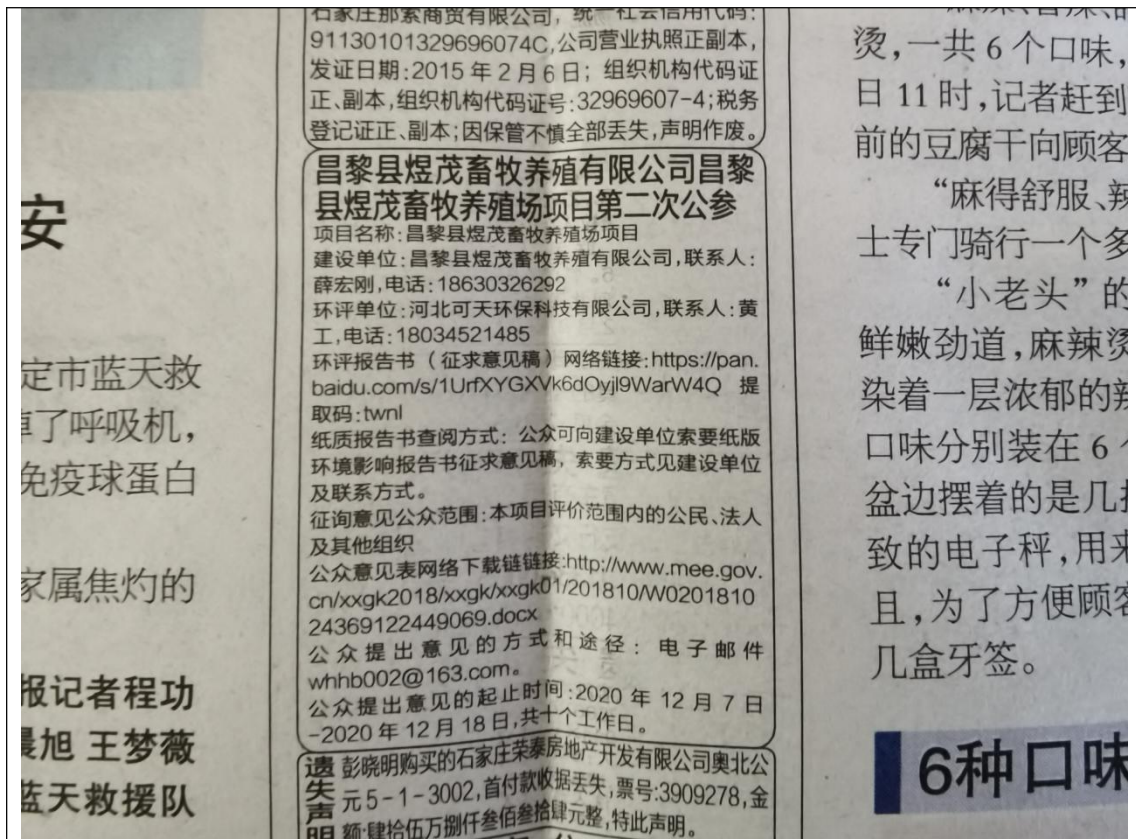 安
定市蓝天救
了呼吸机，
免疫球蛋白
家属焦灼的
报记者程功
晨旭 王梦薇
蓝天救援队
石家庄那索商贸有限公司，统一社会信用代码：
91130101329696074C,公司营业执照正副本，
发证日期:2015年2月6日；组织机构代码证
正、副本,组织机构代码证号:32969607-4;税务
登记证正、副本;因保管不慎全部丢失,声明作废。
昌黎县煜茂畜牧养殖有限公司昌黎
县煜茂畜牧养殖场项目第二次公参
项目名称:昌黎县煜茂畜牧养殖场项目
建设单位:昌黎县煜茂畜牧养殖有限公司,联系人:
薛宏刚,电话:18630326292
环评单位:河北可天环保科技有限公司,联系人:黄
工,电话:18034521485
环评报告书（征求意见稿）网络链接:https://pan.
baidu.com/s/1UrfXYGXVk6dOyjl9WarW4Q 提
取码:twnl
纸质报告书查阅方式：公众可向建设单位索要纸版
环境影响报告书征求意见稿，索要方式见建设单位
及联系方式。
征询意见公众范围:本项目评价范围内的公民、法人
及其他组织
公众意见表网络下载链链接:http://www.mee.gov.
cn/xxgk2018/xxgk/xxgk01/201810/W0201810
24369122449069.docx
公众提出意见的方式和途径：电子邮件
whhb002@163.com。
公众提出意见的起止时间:2020年12月7日
-2020年12月18日,共十个工作日。
遗失声明
彭晓明购买的石家庄荣泰房地产开发有限公司奥北公
元5-1-3002,首付款收据丢失,票号:3909278,金
额:肆拾伍万捌仟叁佰叁拾肆元整,特此声明。
烫,一共6个口味,
日11时,记者赶到
前的豆腐干向顾客
“麻得舒服、辣
士专门骑行一个多
“小老头”的
鲜嫩劲道,麻辣烫
染着一层浓郁的辣
口味分别装在6个
盆边摆着的是几
致的电子秤,用来
且,为了方便顾客
几盒牙签。
6种口味